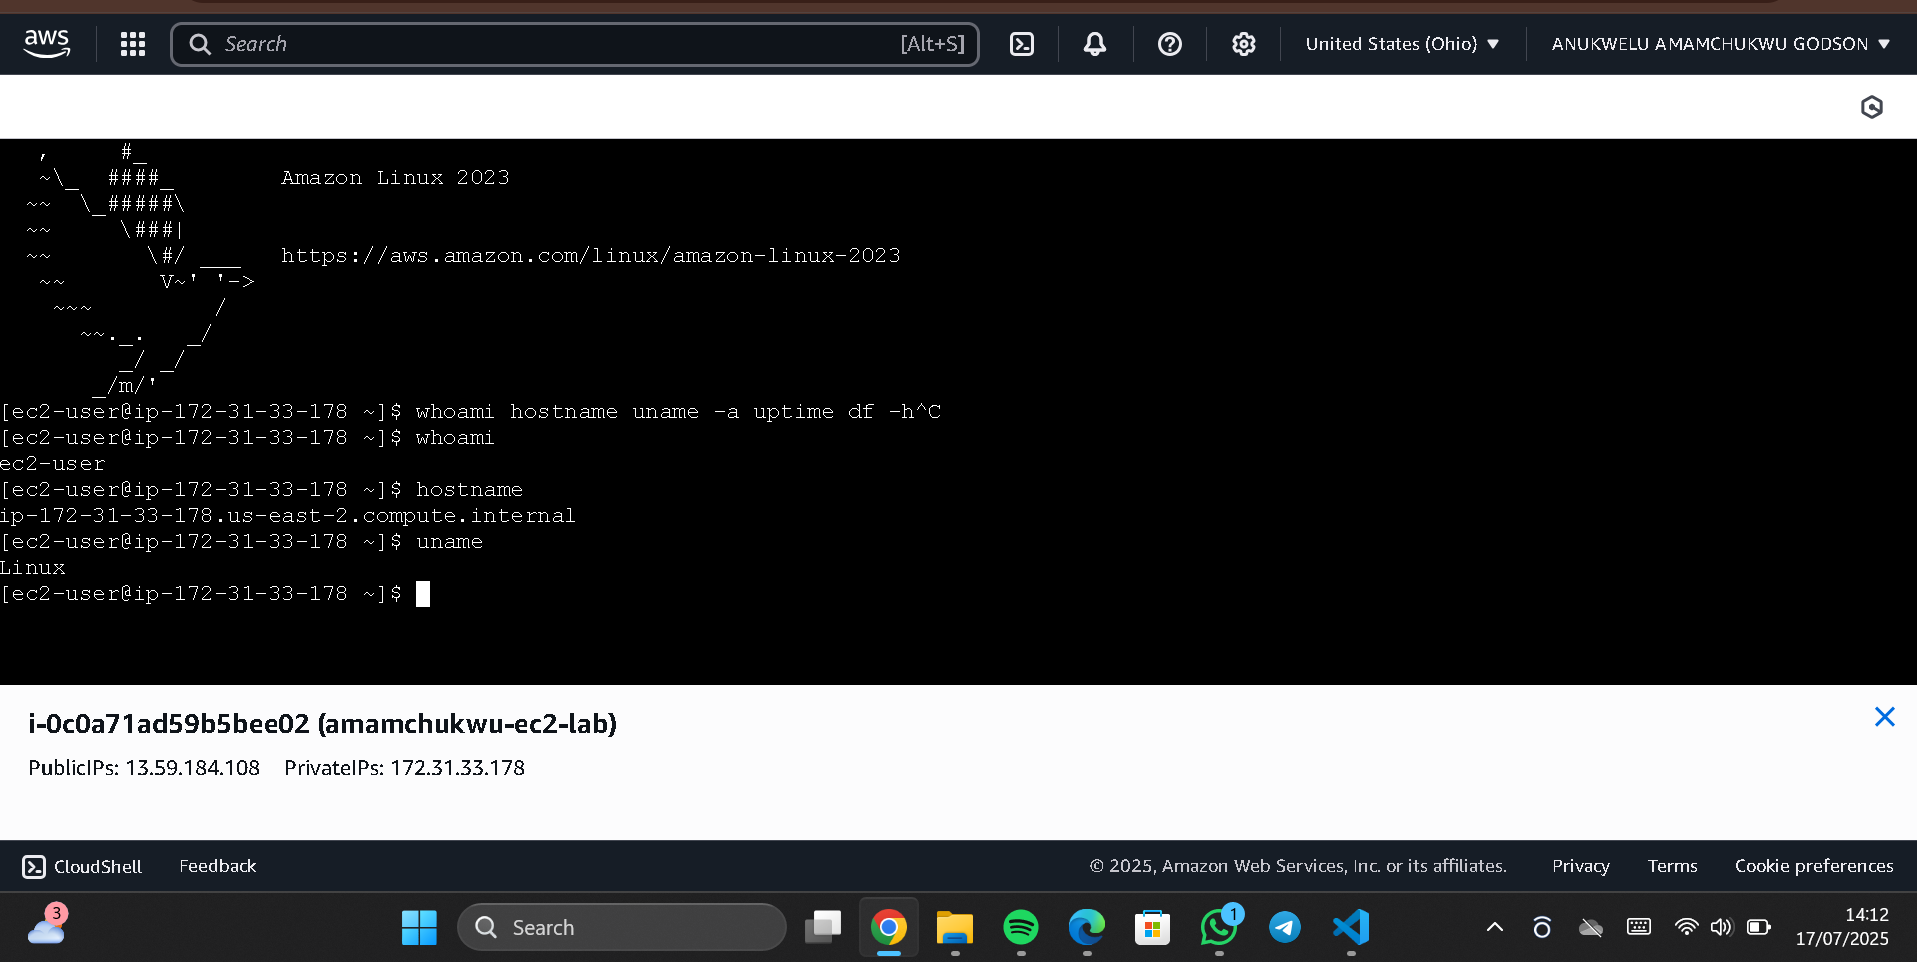 aws
Search [Alt+S] United States (Ohio) ANUKWELU AMAMCHUKWU GODSON
   ,     #_
   ~\_  ####_        Amazon Linux 2023
  ~~  \_#####\
  ~~     \###|
  ~~       \#/ ___   https://aws.amazon.com/linux/amazon-linux-2023
   ~~       V~' '->
    ~~~         /
      ~~._.   _/
         _/ _/
       _/m/'
[ec2-user@ip-172-31-33-178 ~]$ whoami hostname uname -a uptime df -h^C
[ec2-user@ip-172-31-33-178 ~]$ whoami
ec2-user
[ec2-user@ip-172-31-33-178 ~]$ hostname
ip-172-31-33-178.us-east-2.compute.internal
[ec2-user@ip-172-31-33-178 ~]$ uname
Linux
[ec2-user@ip-172-31-33-178 ~]$
i-0c0a71ad59b5bee02 (amamchukwu-ec2-lab)
PublicIPs: 13.59.184.108 PrivateIPs: 172.31.33.178
CloudShell Feedback © 2025, Amazon Web Services, Inc. or its affiliates. Privacy Terms Cookie preferences
3 Search 1 14:12
17/07/2025